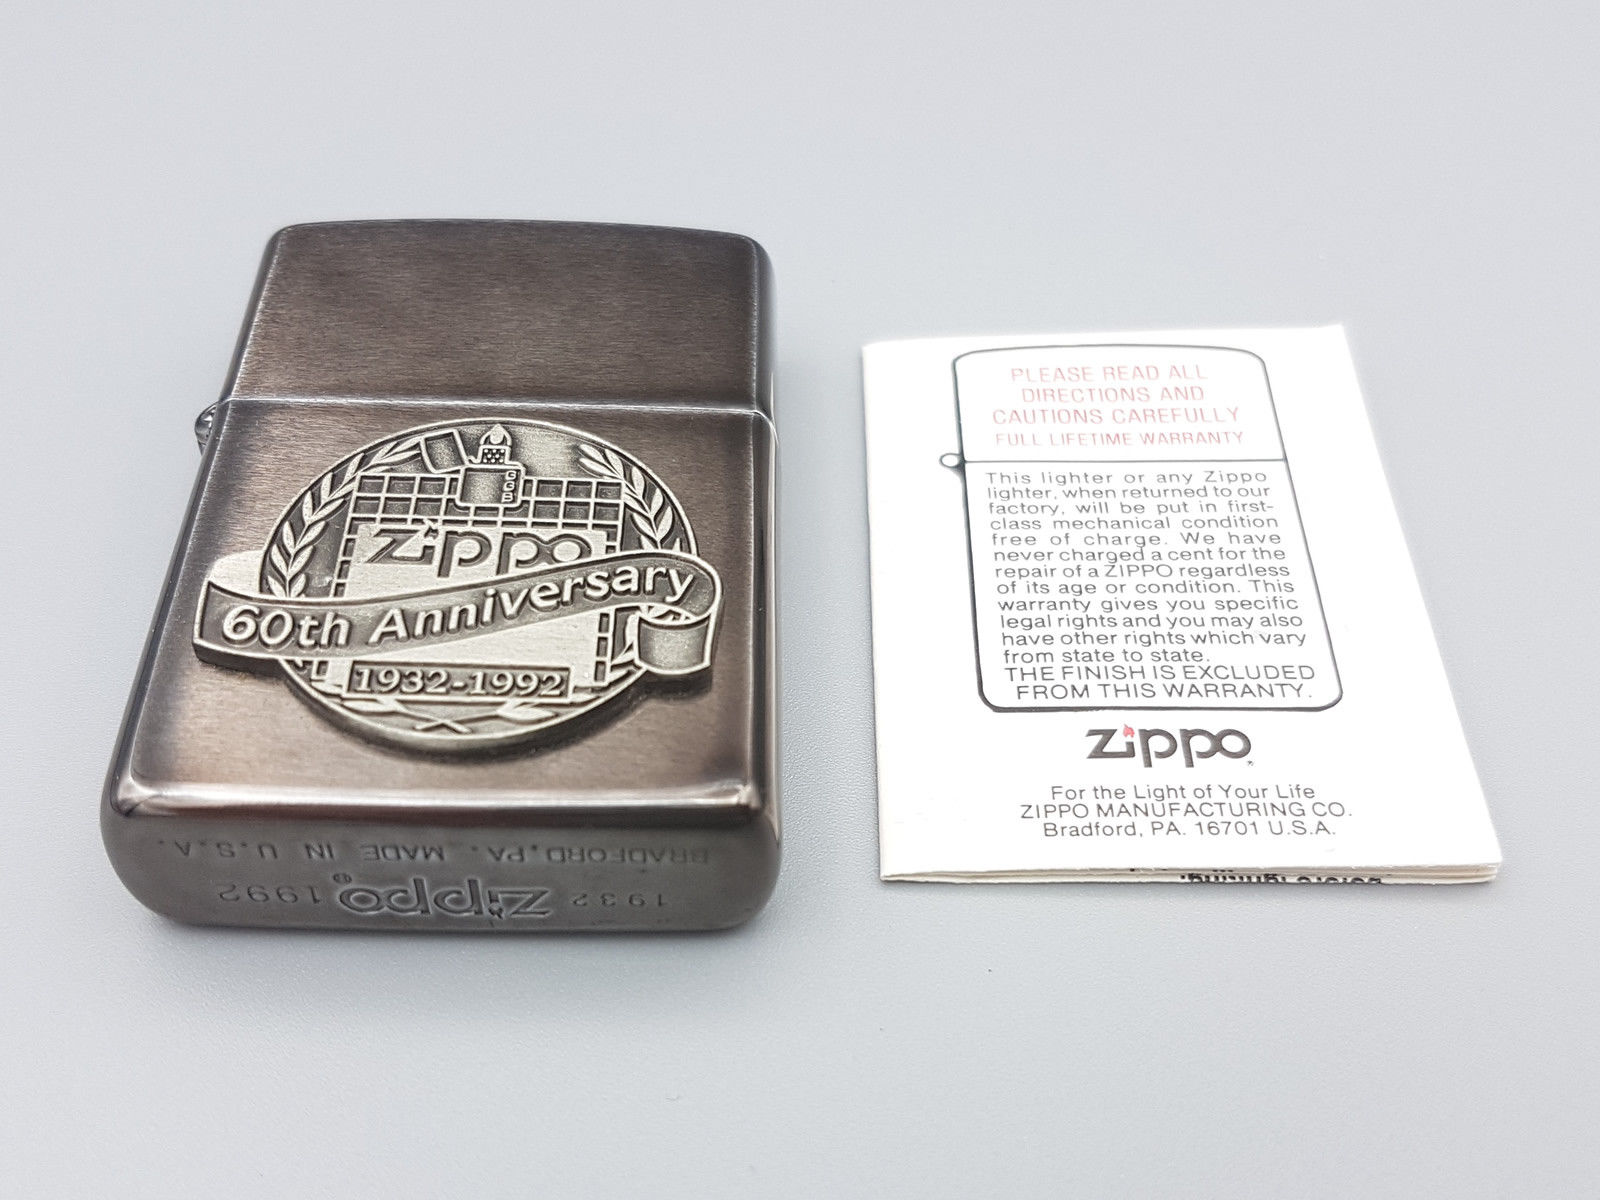 GGB
Zippo
60th Anniversary
1932-1992
BRADFORD, PA. MADE IN U.S.A.
1932 Zippo® 1992
PLEASE READ ALL
DIRECTIONS AND
CAUTIONS CAREFULLY
FULL LIFETIME WARRANTY
This lighter or any Zippo
lighter, when returned to our
factory, will be put in first-
class mechanical condition
free of charge. We have
never charged a cent for the
repair of a ZIPPO regardless
of its age or condition. This
warranty gives you specific
legal rights and you may also
have other rights which vary
from state to state.
THE FINISH IS EXCLUDED
FROM THIS WARRANTY.
Zippo®
For the Light of Your Life
ZIPPO MANUFACTURING CO.
Bradford, PA. 16701 U.S.A.